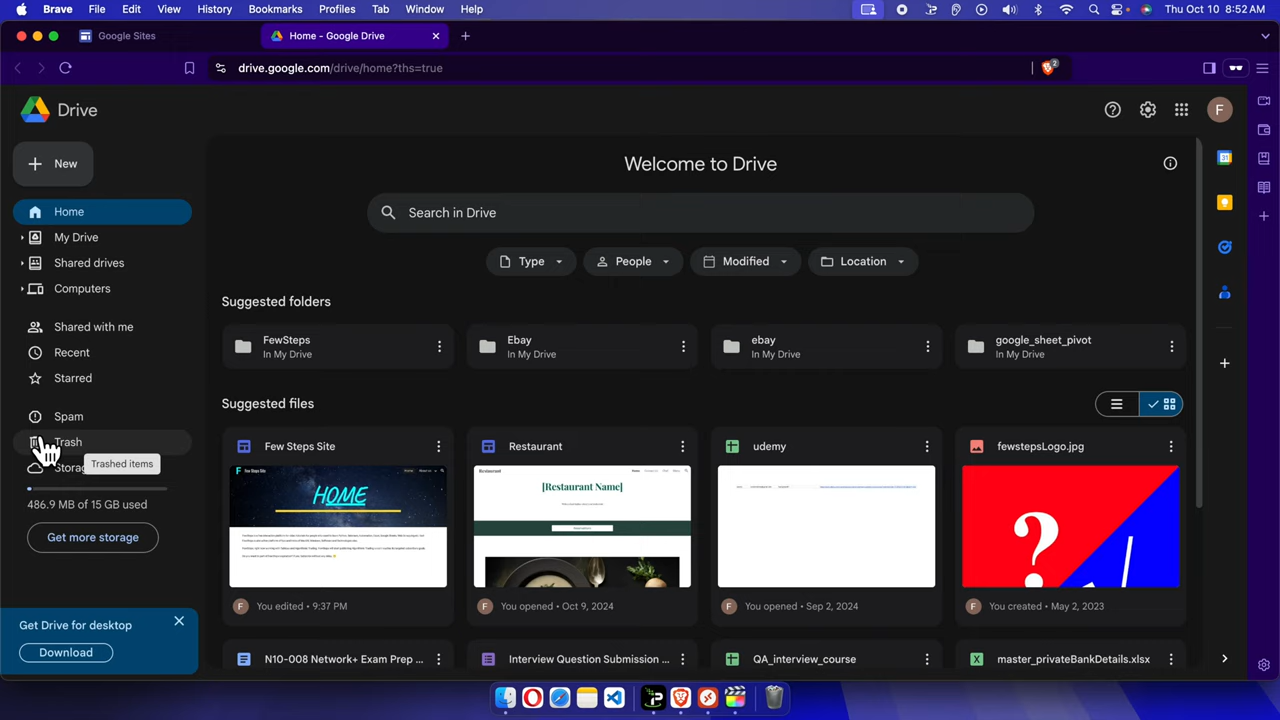 Brave File Edit View History Bookmarks Profiles Tab Window Help Thu Oct 10 8:52 AM
Google Sites
Home - Google Drive
drive.google.com/drive/home?ths=true
2
Drive
F
New
Welcome to Drive
31
Home
Search in Drive
My Drive
Shared drives
Type People Modified Location
Computers
Suggested folders
Shared with me
FewSteps
In My Drive
Ebay
In My Drive
ebay
In My Drive
google_sheet_pivot
In My Drive
Recent
Starred
Suggested files
Spam
Trash
Trashed items
Storag
486.9 MB of 15 GB used
Get more storage
Few Steps Site
HOME
F You edited • 9:37 PM
Restaurant
[Restaurant Name]
F You opened • Oct 9, 2024
udemy
F You opened • Sep 2, 2024
fewstepsLogo.jpg
?
F You created • May 2, 2023
Get Drive for desktop
Download
N10-008 Network+ Exam Prep ...
Interview Question Submission ...
QA_interview_course
master_privateBankDetails.xlsx